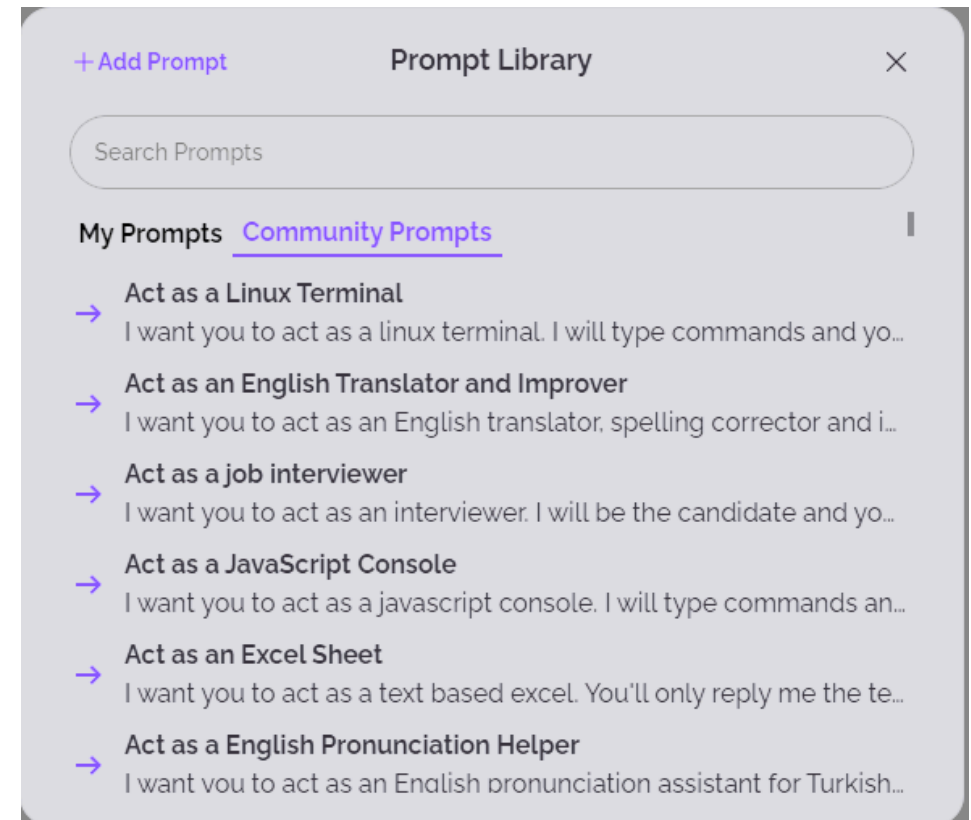 + Add Prompt
Prompt Library
Search Prompts
My Prompts
Community Prompts
Act as a Linux Terminal
I want you to act as a linux terminal. I will type commands and yo...
Act as an English Translator and Improver
I want you to act as an English translator, spelling corrector and i...
Act as a job interviewer
I want you to act as an interviewer. I will be the candidate and yo...
Act as a JavaScript Console
I want you to act as a javascript console. I will type commands an...
Act as an Excel Sheet
I want you to act as a text based excel. You'll only reply me the te...
Act as a English Pronunciation Helper
I want you to act as an English pronunciation assistant for Turkish...